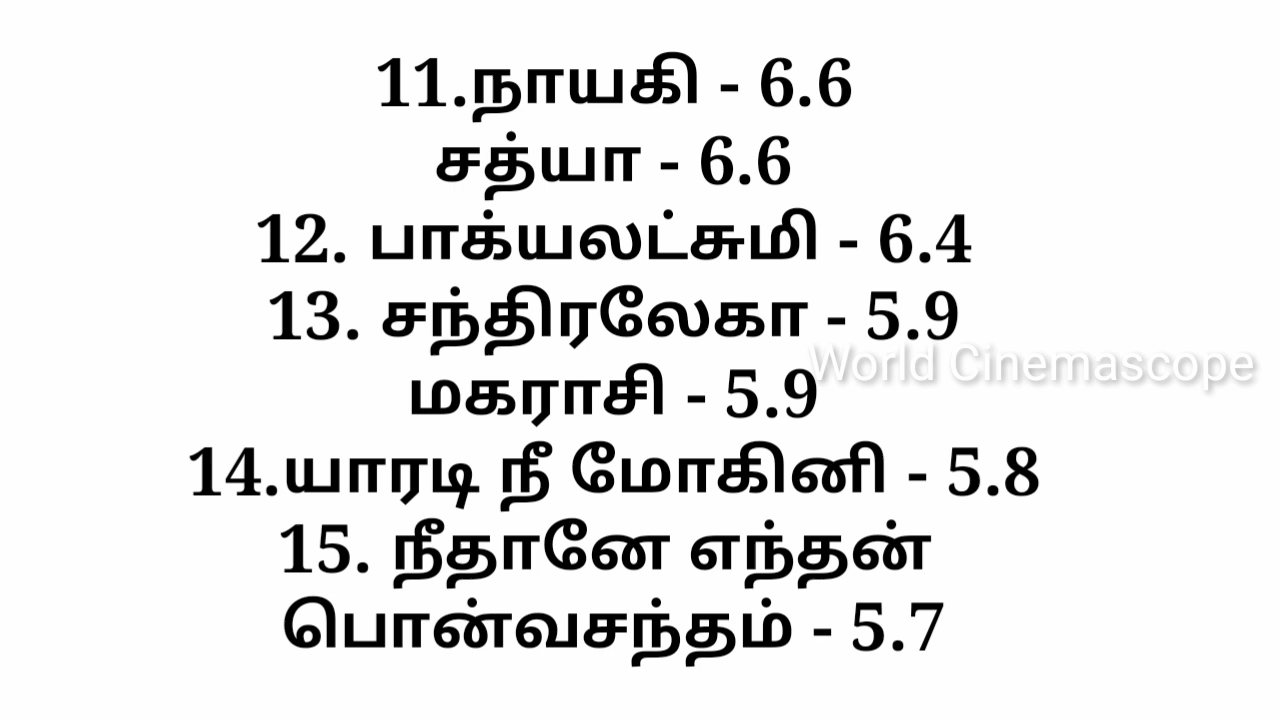 11.நாயகி - 6.6
சத்யா - 6.6
12. பாக்யலட்சுமி - 6.4
13. சந்திரலேகா - 5.9
World Cinemascope
மகராசி - 5.9
14.யாரடி நீ மோகினி - 5.8
15. நீதானே எந்தன்
பொன்வசந்தம் - 5.7